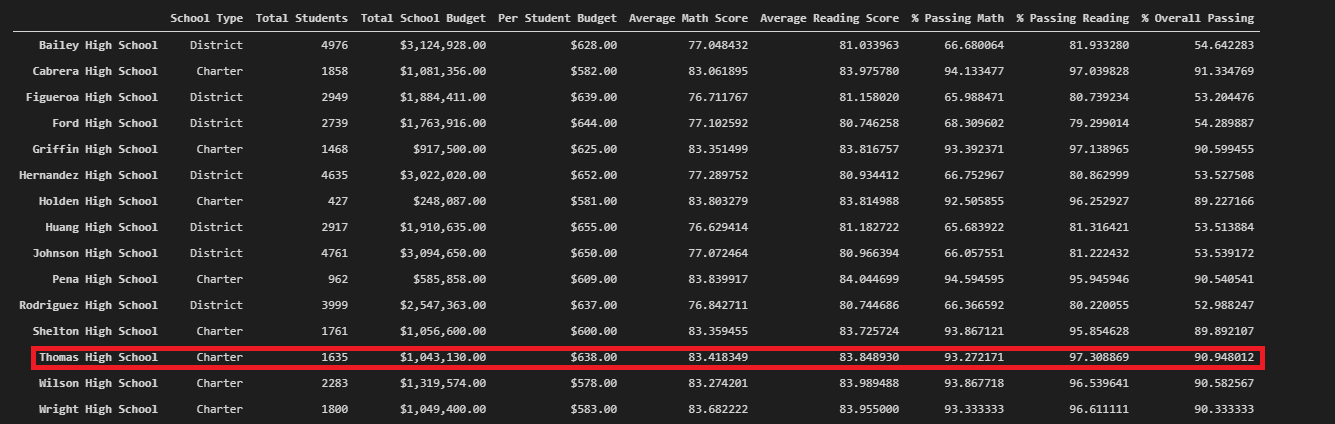 School Type Total Students Total School Budget Per Student Budget Average Math Score Average Reading Score % Passing Math % Passing Reading % Overall Passing
Bailey High School District 4976 $3,124,928.00 $628.00 77.048432 81.033963 66.680064 81.933280 54.642283
Cabrera High School Charter 1858 $1,081,356.00 $582.00 83.061895 83.975780 94.133477 97.039828 91.334769
Figueroa High School District 2949 $1,884,411.00 $639.00 76.711767 81.158020 65.988471 80.739234 53.204476
Ford High School District 2739 $1,763,916.00 $644.00 77.102592 80.746258 68.309602 79.299014 54.289887
Griffin High School Charter 1468 $917,500.00 $625.00 83.351499 83.816757 93.392371 97.138965 90.599455
Hernandez High School District 4635 $3,022,020.00 $652.00 77.289752 80.934412 66.752967 80.862999 53.527508
Holden High School Charter 427 $248,087.00 $581.00 83.803279 83.814988 92.505855 96.252927 89.227166
Huang High School District 2917 $1,910,635.00 $655.00 76.629414 81.182722 65.683922 81.316421 53.513884
Johnson High School District 4761 $3,094,650.00 $650.00 77.072464 80.966394 66.057551 81.222432 53.539172
Pena High School Charter 962 $585,858.00 $609.00 83.839917 84.044699 94.594595 95.945946 90.540541
Rodriguez High School District 3999 $2,547,363.00 $637.00 76.842711 80.744686 66.366592 80.220055 52.988247
Shelton High School Charter 1761 $1,056,600.00 $600.00 83.359455 83.725724 93.867121 95.854628 89.892107
Thomas High School Charter 1635 $1,043,130.00 $638.00 83.418349 83.848930 93.272171 97.308869 90.948012
Wilson High School Charter 2283 $1,319,574.00 $578.00 83.274201 83.989488 93.867718 96.539641 90.582567
Wright High School Charter 1800 $1,049,400.00 $583.00 83.682222 83.955000 93.333333 96.611111 90.333333